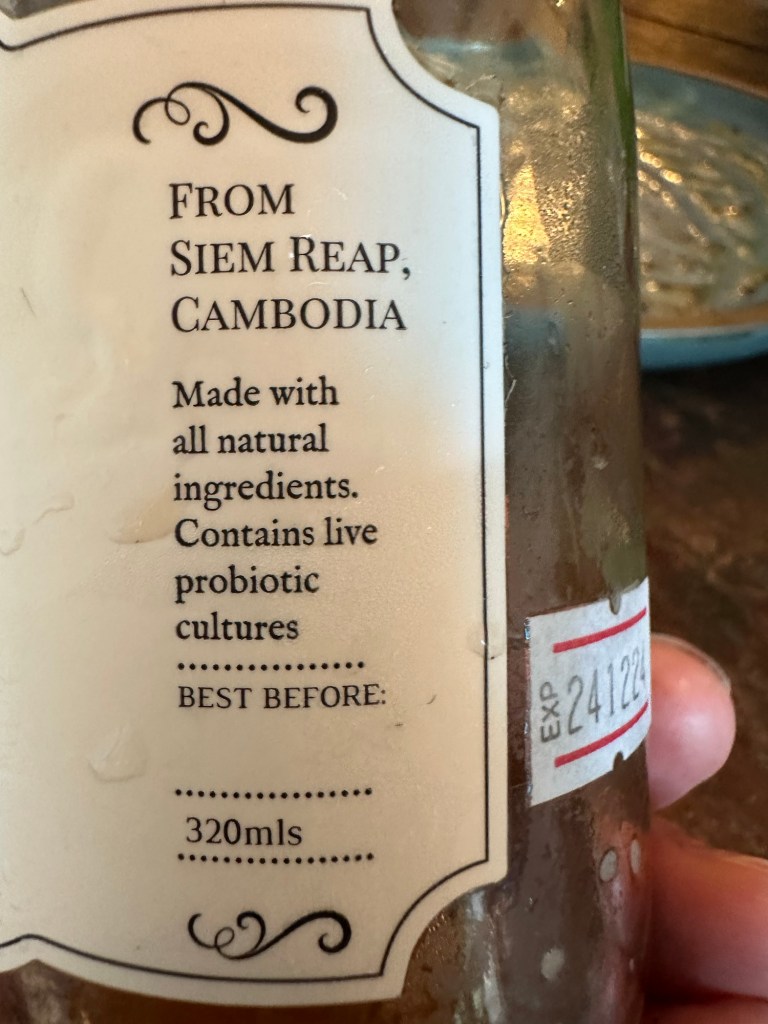 FROM
SIEM REAP,
CAMBODIA
Made with
all natural
ingredients.
Contains live
probiotic
cultures
BEST BEFORE:
320mls
EXP
241224